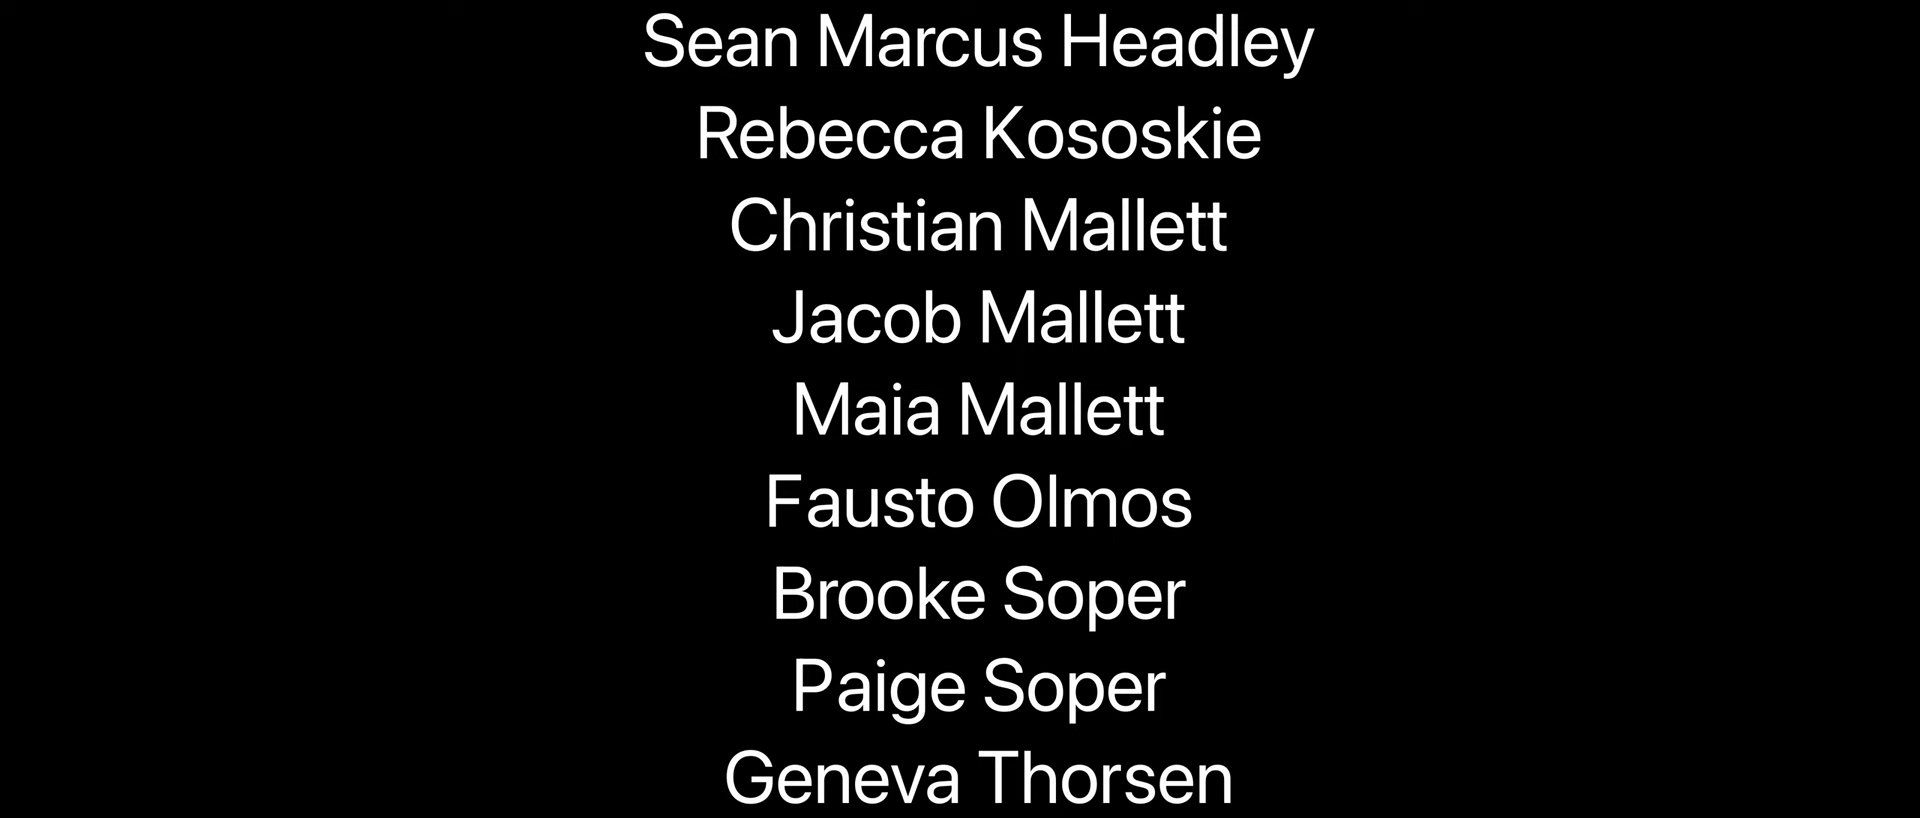 Sean Marcus Headley
Rebecca Kososkie
Christian Mallett
Jacob Mallett
Maia Mallett
Fausto Olmos
Brooke Soper
Paige Soper
Geneva Thorsen